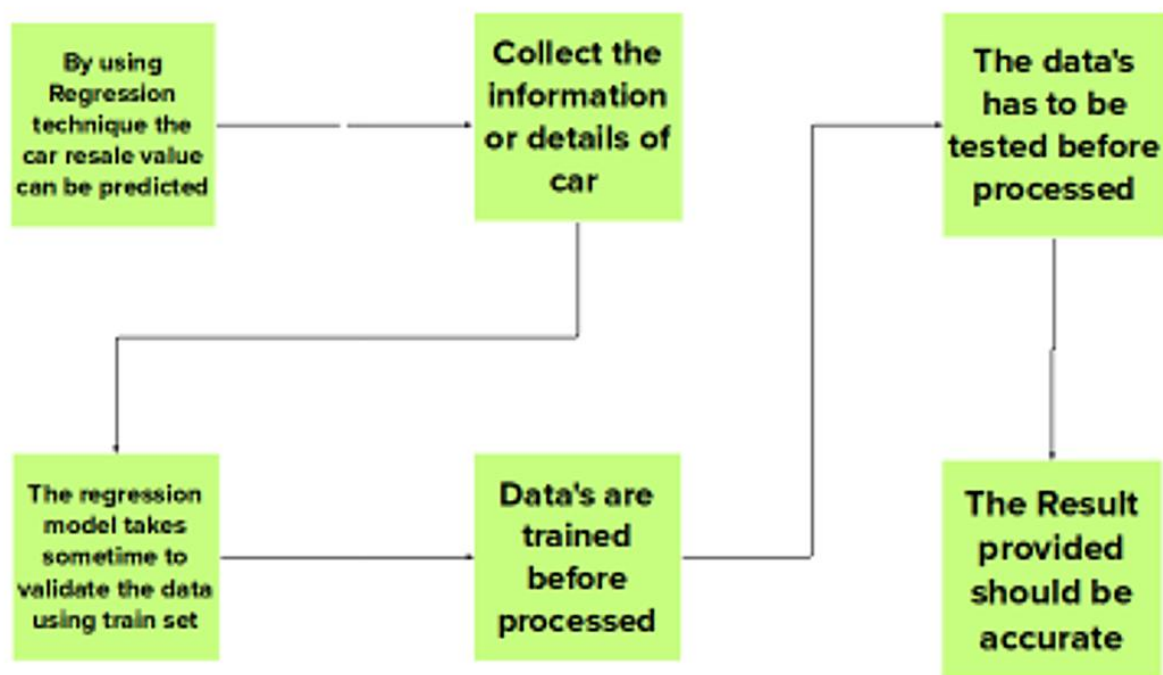 By using
Regression
technique the
car resale value
can be predicted
Collect the
information
or details of
car
The regression
model takes
sometime to
validate the data
using train set
Data's are
trained
before
processed
The data's
has to be
tested before
processed
The Result
provided
should be
accurate